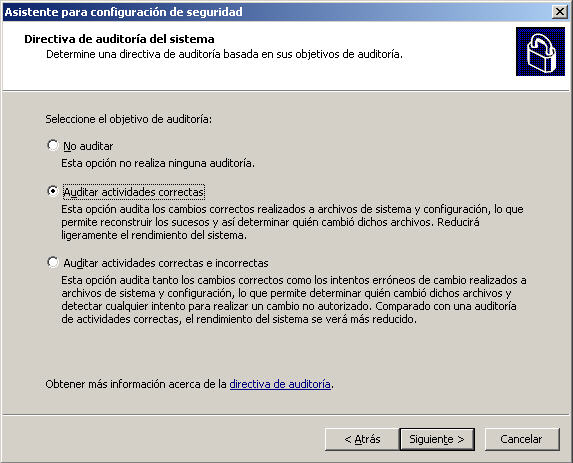 Asistente para configuración de seguridad
Directiva de auditoría del sistema
Determine una directiva de auditoría basada en sus objetivos de auditoría.
Seleccione el objetivo de auditoría:
No auditar
Esta opción no realiza ninguna auditoría.
Auditar actividades correctas
Esta opción audita los cambios correctos realizados a archivos de sistema y configuración, lo que
permite reconstruir los sucesos y así determinar quién cambió dichos archivos. Reducirá
ligeramente el rendimiento del sistema.
Auditar actividades correctas e incorrectas
Esta opción audita tanto los cambios correctos como los intentos erróneos de cambio realizados a
archivos de sistema y configuración, lo que permite determinar quién cambió dichos archivos y
detectar cualquier intento para realizar un cambio no autorizado. Comparado con una auditoría
de actividades correctas, el rendimiento del sistema se verá más reducido.
Obtener más información acerca de la directiva de auditoría.
< Atrás Siguiente > Cancelar